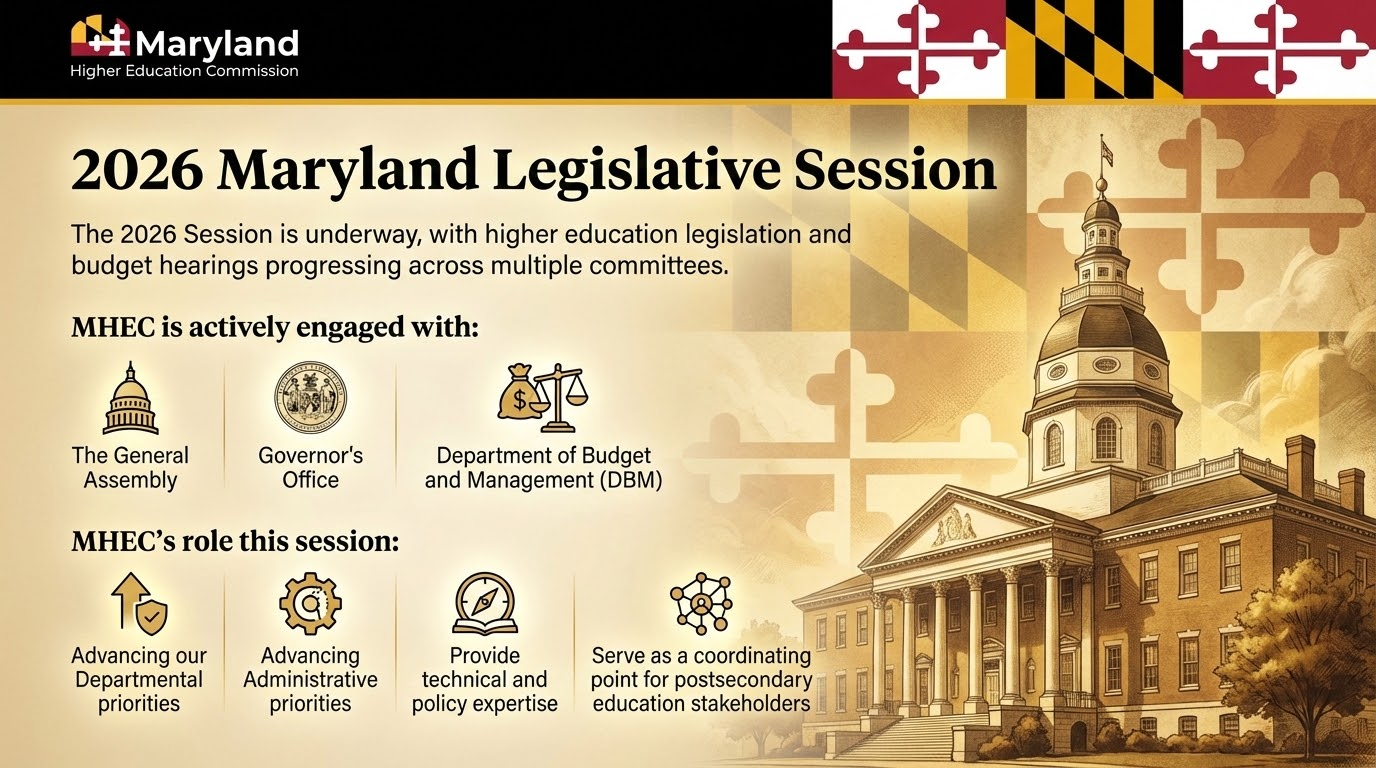 Maryland
Higher Education Commission
2026 Maryland Legislative Session
The 2026 Session is underway, with higher education legislation and
budget hearings progressing across multiple committees.
MHEC is actively engaged with:
The General
Assembly
Governor's
Office
$
Department of Budget
and Management (DBM)
MHEC's role this session:
Advancing our
Departmental
priorities
Advancing
Administrative
priorities
Provide
technical and
policy expertise
Serve as a coordinating
point for postsecondary
education stakeholders